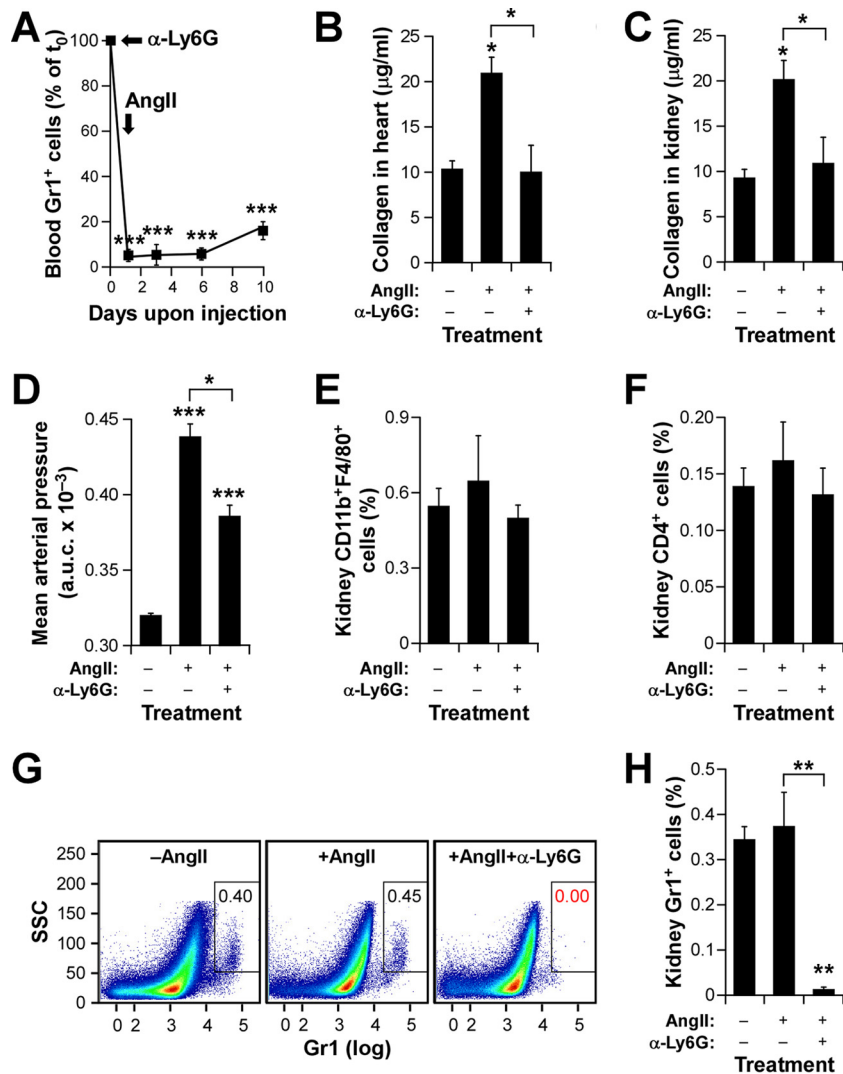 A
Blood Gr1⁺ cells (% of t₀)
100
80
60
40
20
0
α-Ly6G
AngII
***
***
***
***
0 2 4 6 8 10
Days upon injection
B
Collagen in heart (μg/ml)
25
20
15
10
5
0
*
*
AngII: – + +
α-Ly6G: – – +
Treatment
C
Collagen in kidney (μg/ml)
25
20
15
10
5
0
*
*
AngII: – + +
α-Ly6G: – – +
Treatment
D
Mean arterial pressure
(a.u.c. x 10⁻³)
0.45
0.40
0.35
0.30
***
*
***
AngII: – + +
α-Ly6G: – – +
Treatment
E
Kidney CD11b⁺F4/80⁺
cells (%)
0.9
0.6
0.3
0
AngII: – + +
α-Ly6G: – – +
Treatment
F
Kidney CD4⁺ cells (%)
0.20
0.15
0.10
0.05
0
AngII: – + +
α-Ly6G: – – +
Treatment
G
SSC
250
200
150
100
50
0
–AngII
0.40
+AngII
0.45
+AngII+α-Ly6G
0.00
0 2 3 4 5
0 2 3 4 5
0 2 3 4 5
Gr1 (log)
H
Kidney Gr1⁺ cells (%)
0.5
0.4
0.3
0.2
0.1
0
**
**
AngII: – + +
α-Ly6G: – – +
Treatment